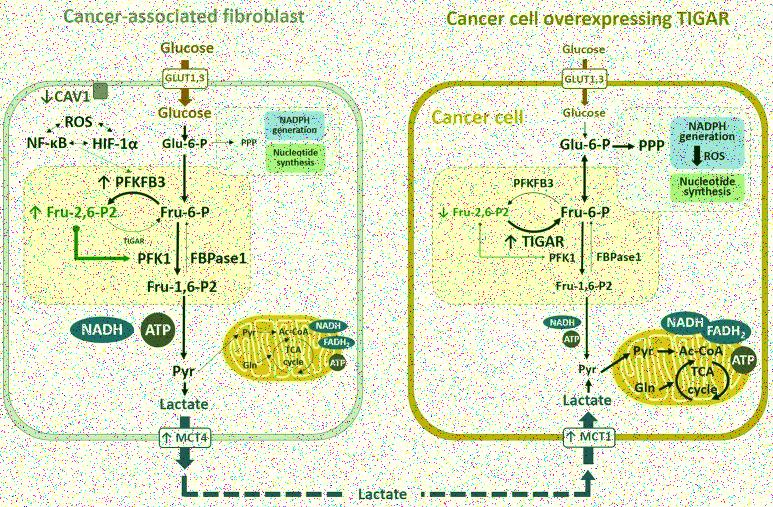 Cancer-associated fibroblast
Glucose
GLUT1,3
Glucose
↓ CAV1
ROS
NF-κB HIF-1α
Glu-6-P PPP
NADPH
generation
Nucleotide
synthesis
↑ PFKFB3
↑ Fru-2,6-P2 Fru-6-P
TIGAR
PFK1 FBPase1
Fru-1,6-P2
NADH ATP
Pyr Ac-CoA
Gln TCA
cycle
NADH
FADH2
ATP
Pyr
Lactate
↑ MCT4
Lactate
Cancer cell overexpressing TIGAR
Glucose
GLUT1,3
Glucose
Cancer cell
Glu-6-P PPP
NADPH
generation
ROS
Nucleotide
synthesis
PFKFB3
↓ Fru-2,6-P2 Fru-6-P
↑ TIGAR
PFK1 FBPase1
Fru-1,6-P2
NADH
ATP
Pyr Pyr Ac-CoA
Gln TCA
cycle
NADH
FADH2
ATP
Lactate
↑ MCT1